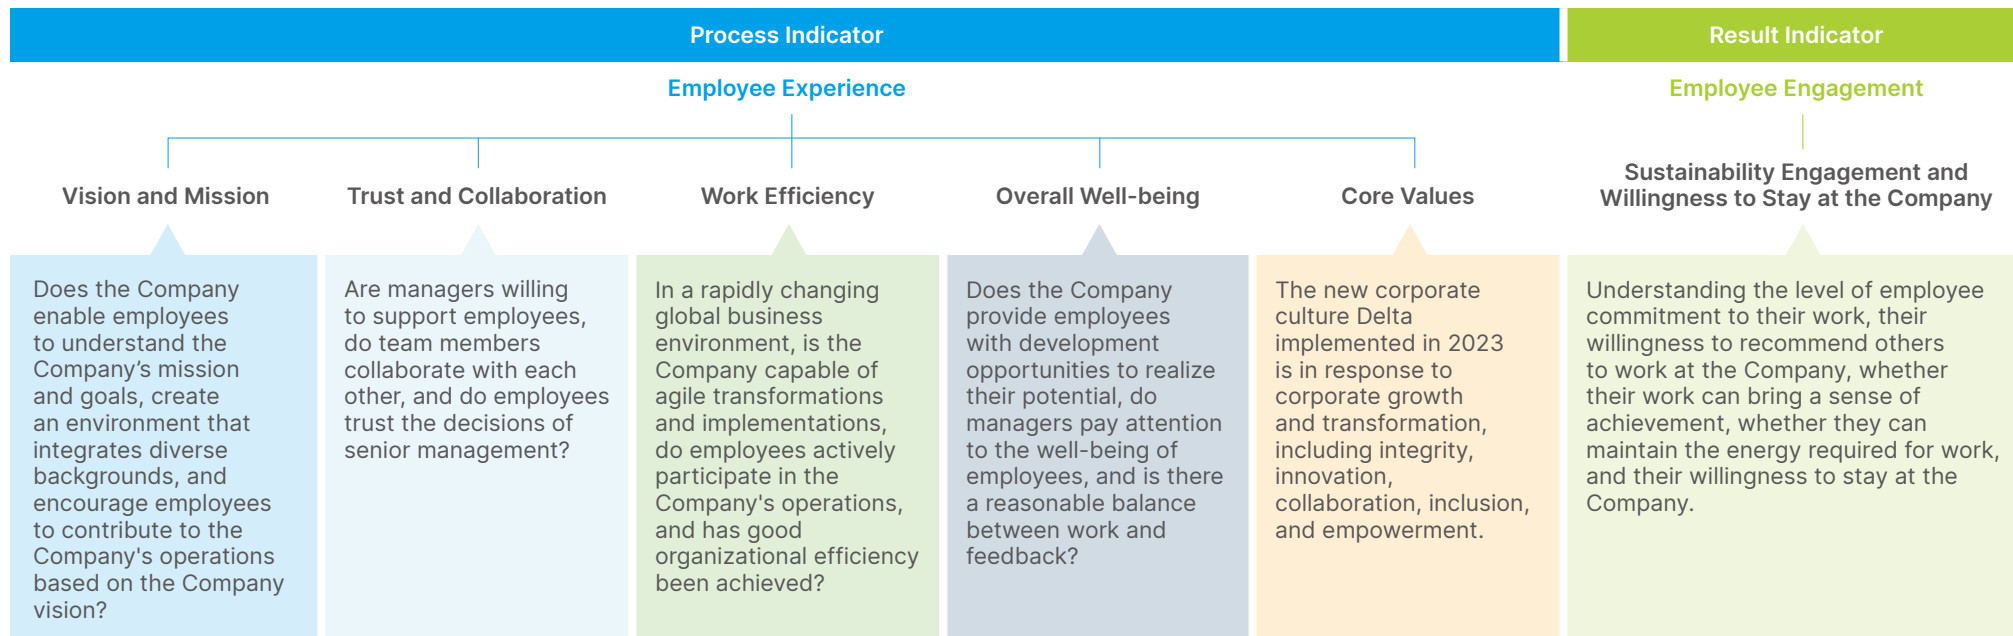 Process Indicator
Result Indicator
Employee Experience
Employee Engagement
Vision and Mission
Trust and Collaboration
Work Efficiency
Overall Well-being
Core Values
Sustainability Engagement and
Willingness to Stay at the Company
Does the Company
enable employees
to understand the
Company’s mission
and goals, create
an environment that
integrates diverse
backgrounds, and
encourage employees
to contribute to the
Company's operations
based on the Company
vision?
Are managers willing
to support employees,
do team members
collaborate with each
other, and do employees
trust the decisions of
senior management?
In a rapidly changing
global business
environment, is the
Company capable of
agile transformations
and implementations,
do employees actively
participate in the
Company's operations,
and has good
organizational efficiency
been achieved?
Does the Company
provide employees
with development
opportunities to realize
their potential, do
managers pay attention
to the well-being of
employees, and is there
a reasonable balance
between work and
feedback?
The new corporate
culture Delta
implemented in 2023
is in response to
corporate growth
and transformation,
including integrity,
innovation,
collaboration, inclusion,
and empowerment.
Understanding the level of employee
commitment to their work, their
willingness to recommend others
to work at the Company, whether
their work can bring a sense of
achievement, whether they can
maintain the energy required for work,
and their willingness to stay at the
Company.